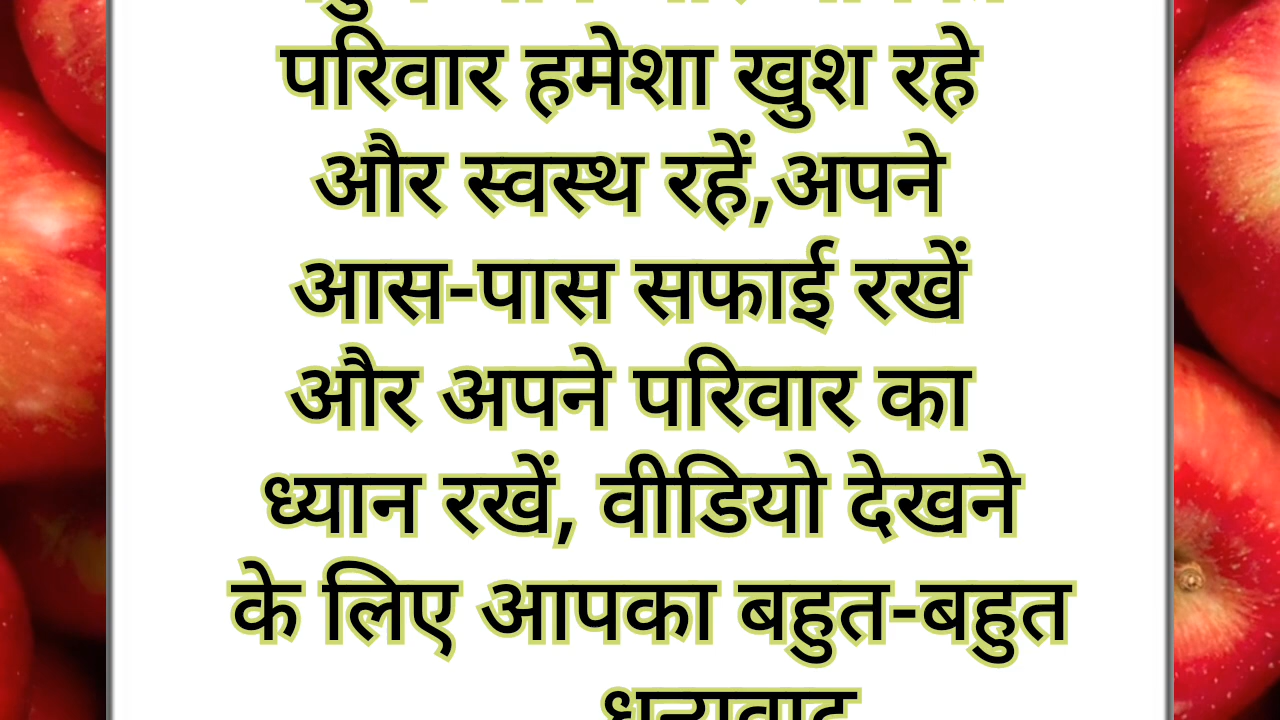 परिवार हमेशा खुश रहे
और स्वस्थ रहें,अपने
आस-पास सफाई रखें
और अपने परिवार का
ध्यान रखें, वीडियो देखने
के लिए आपका बहुत-बहुत
धन्यवाद